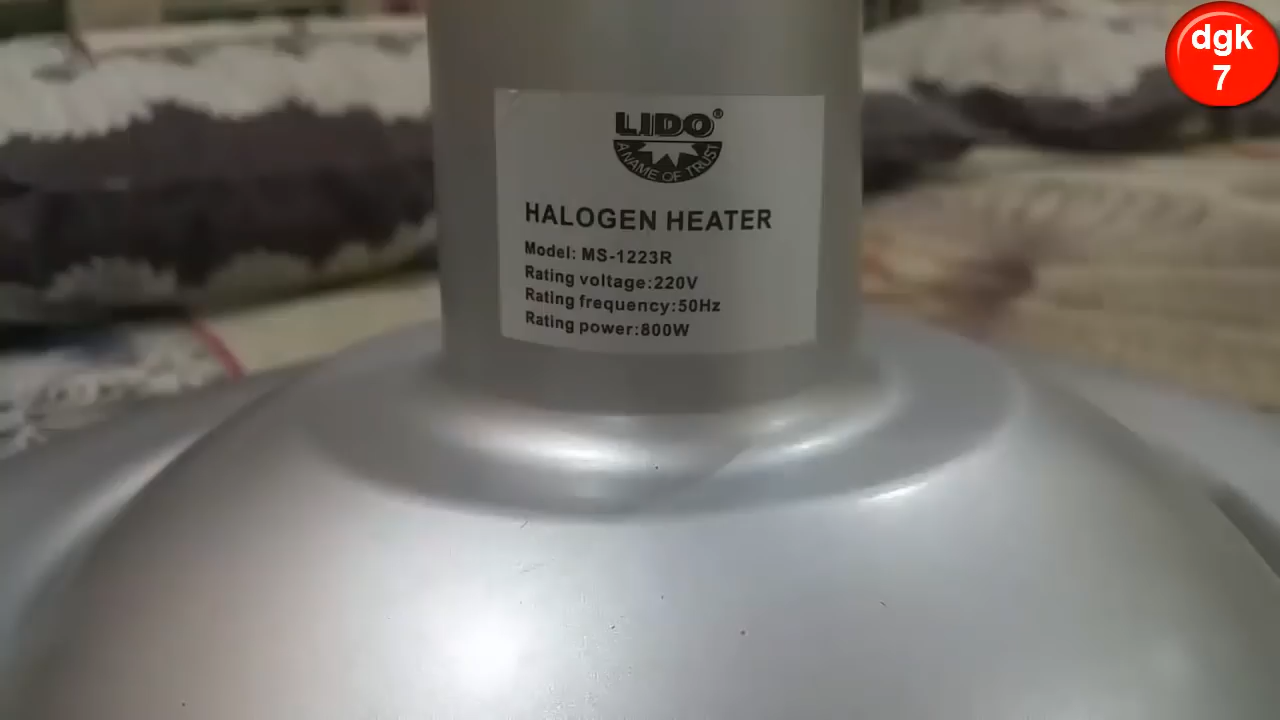 dgk
7
LIDO®
A NAME OF TRUST
HALOGEN HEATER
Model: MS-1223R
Rating voltage:220V
Rating frequency:50Hz
Rating power:800W